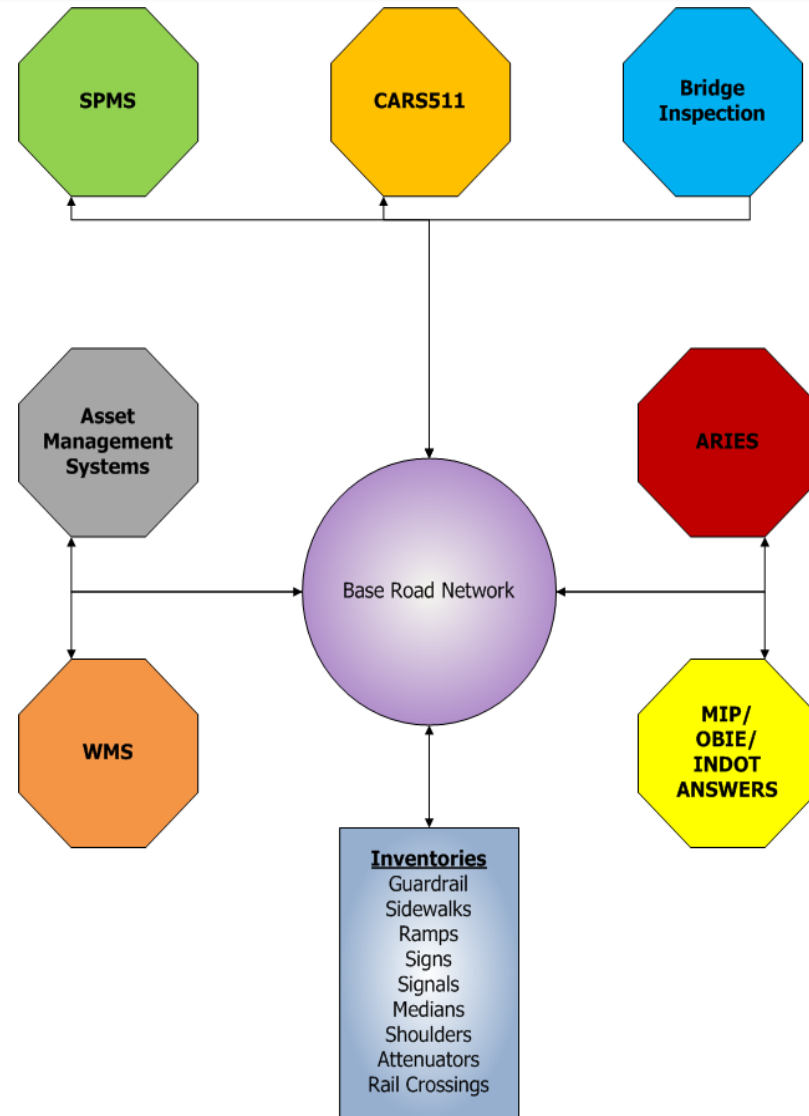 SPMS
CARS511
Bridge
Inspection
Asset
Management
Systems
ARIES
Base Road Network
WMS
MIP/
OBIE/
INDOT
ANSWERS
Inventories
Guardrail
Sidewalks
Ramps
Signs
Signals
Medians
Shoulders
Attenuators
Rail Crossings